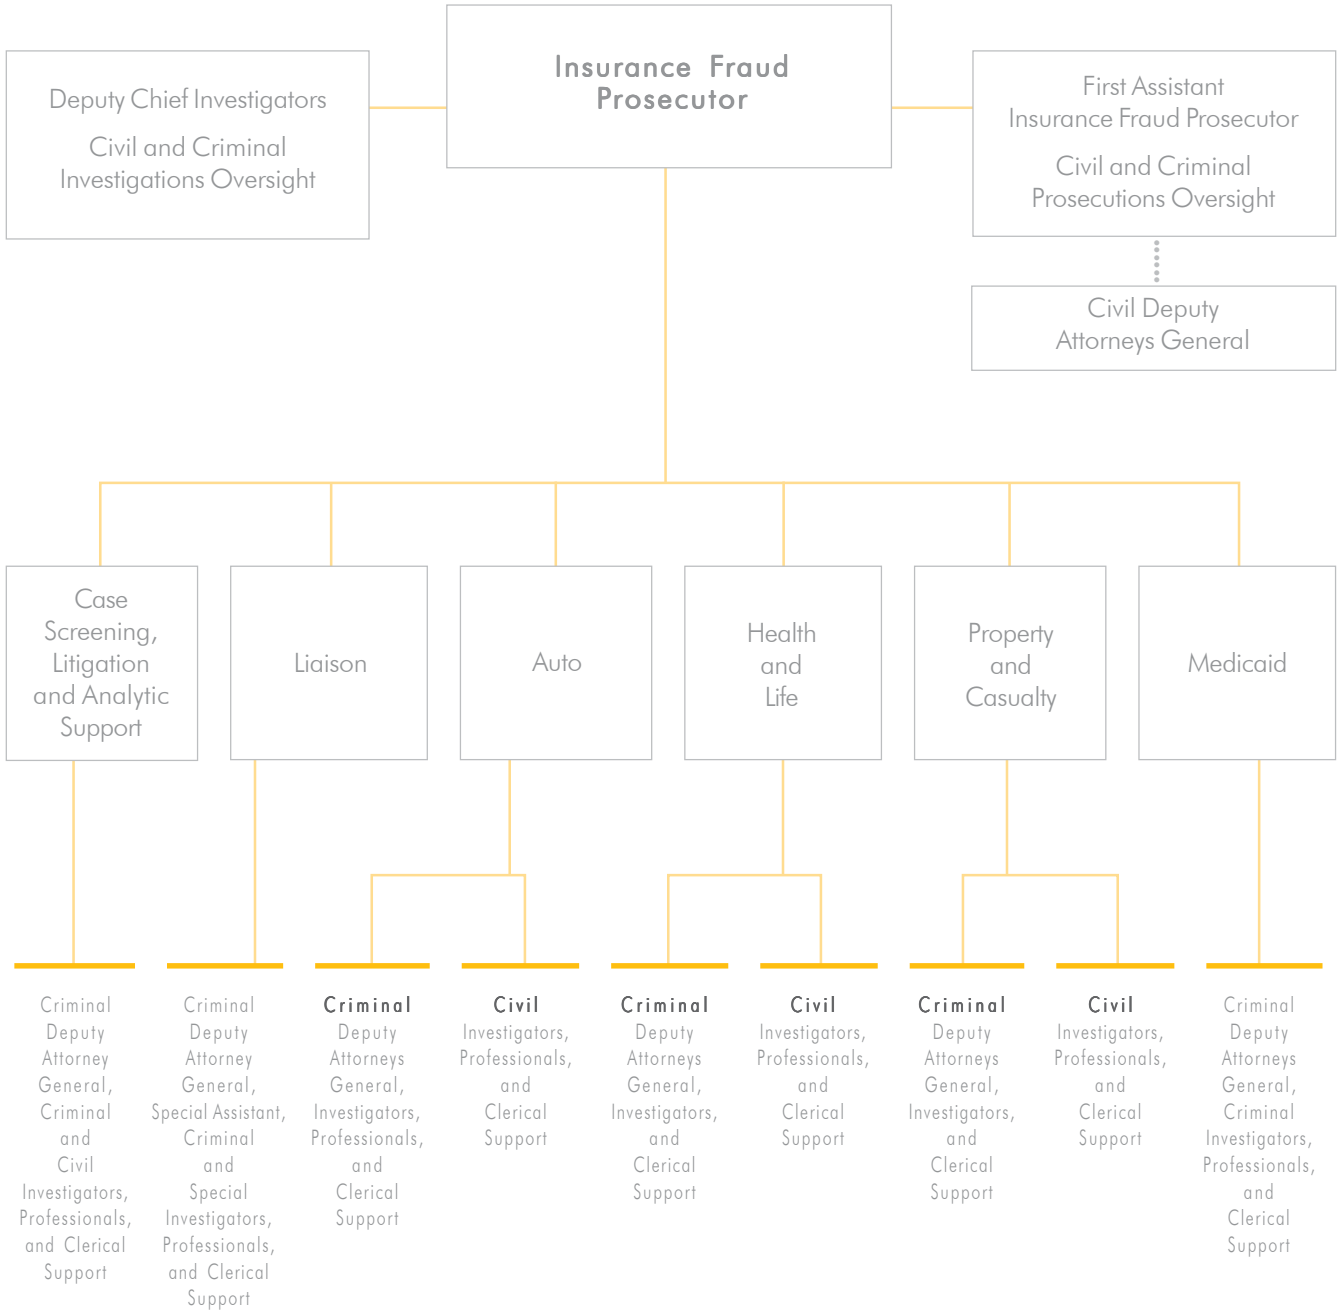 Insurance Fraud
Prosecutor
Deputy Chief Investigators
Civil and Criminal
Investigations Oversight
First Assistant
Insurance Fraud Prosecutor
Civil and Criminal
Prosecutions Oversight
Civil Deputy
Attorneys General
Case
Screening,
Litigation
and Analytic
Support
Liaison
Auto
Health
and
Life
Property
and
Casualty
Medicaid
Criminal
Deputy
Attorney
General,
Criminal
and
Civil
Investigators,
Professionals,
and Clerical
Support
Criminal
Deputy
Attorney
General,
Special Assistant,
Criminal
and
Special
Investigators,
Professionals,
and Clerical
Support
Criminal
Deputy
Attorneys
General,
Investigators,
Professionals,
and
Clerical
Support
Civil
Investigators,
Professionals,
and
Clerical
Support
Criminal
Deputy
Attorneys
General,
Investigators,
and
Clerical
Support
Civil
Investigators,
Professionals,
and
Clerical
Support
Criminal
Deputy
Attorneys
General,
Investigators,
and
Clerical
Support
Civil
Investigators,
Professionals,
and
Clerical
Support
Criminal
Deputy
Attorneys
General,
Criminal
Investigators,
Professionals,
and
Clerical
Support